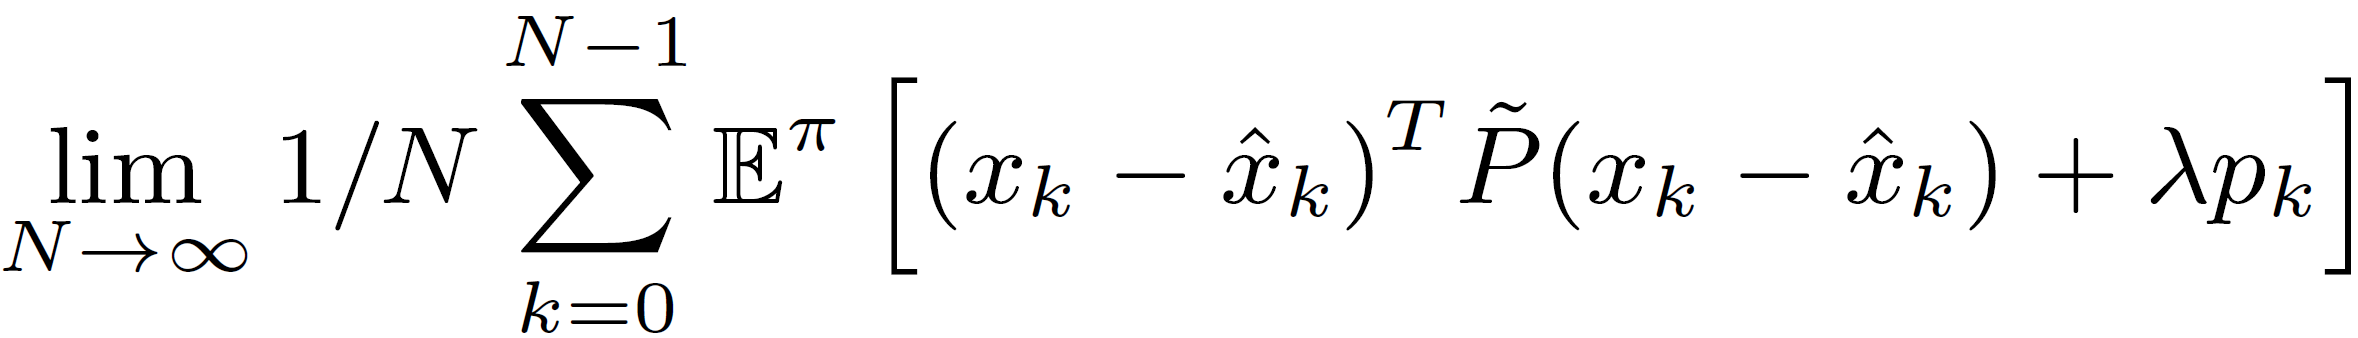 \lim_{N \to \infty} 1/N \sum_{k=0}^{N-1} \mathbb{E}^{\pi} \left[ (x_k - \hat{x}_k)^T \tilde{P} (x_k - \hat{x}_k) + \lambda p_k \right]